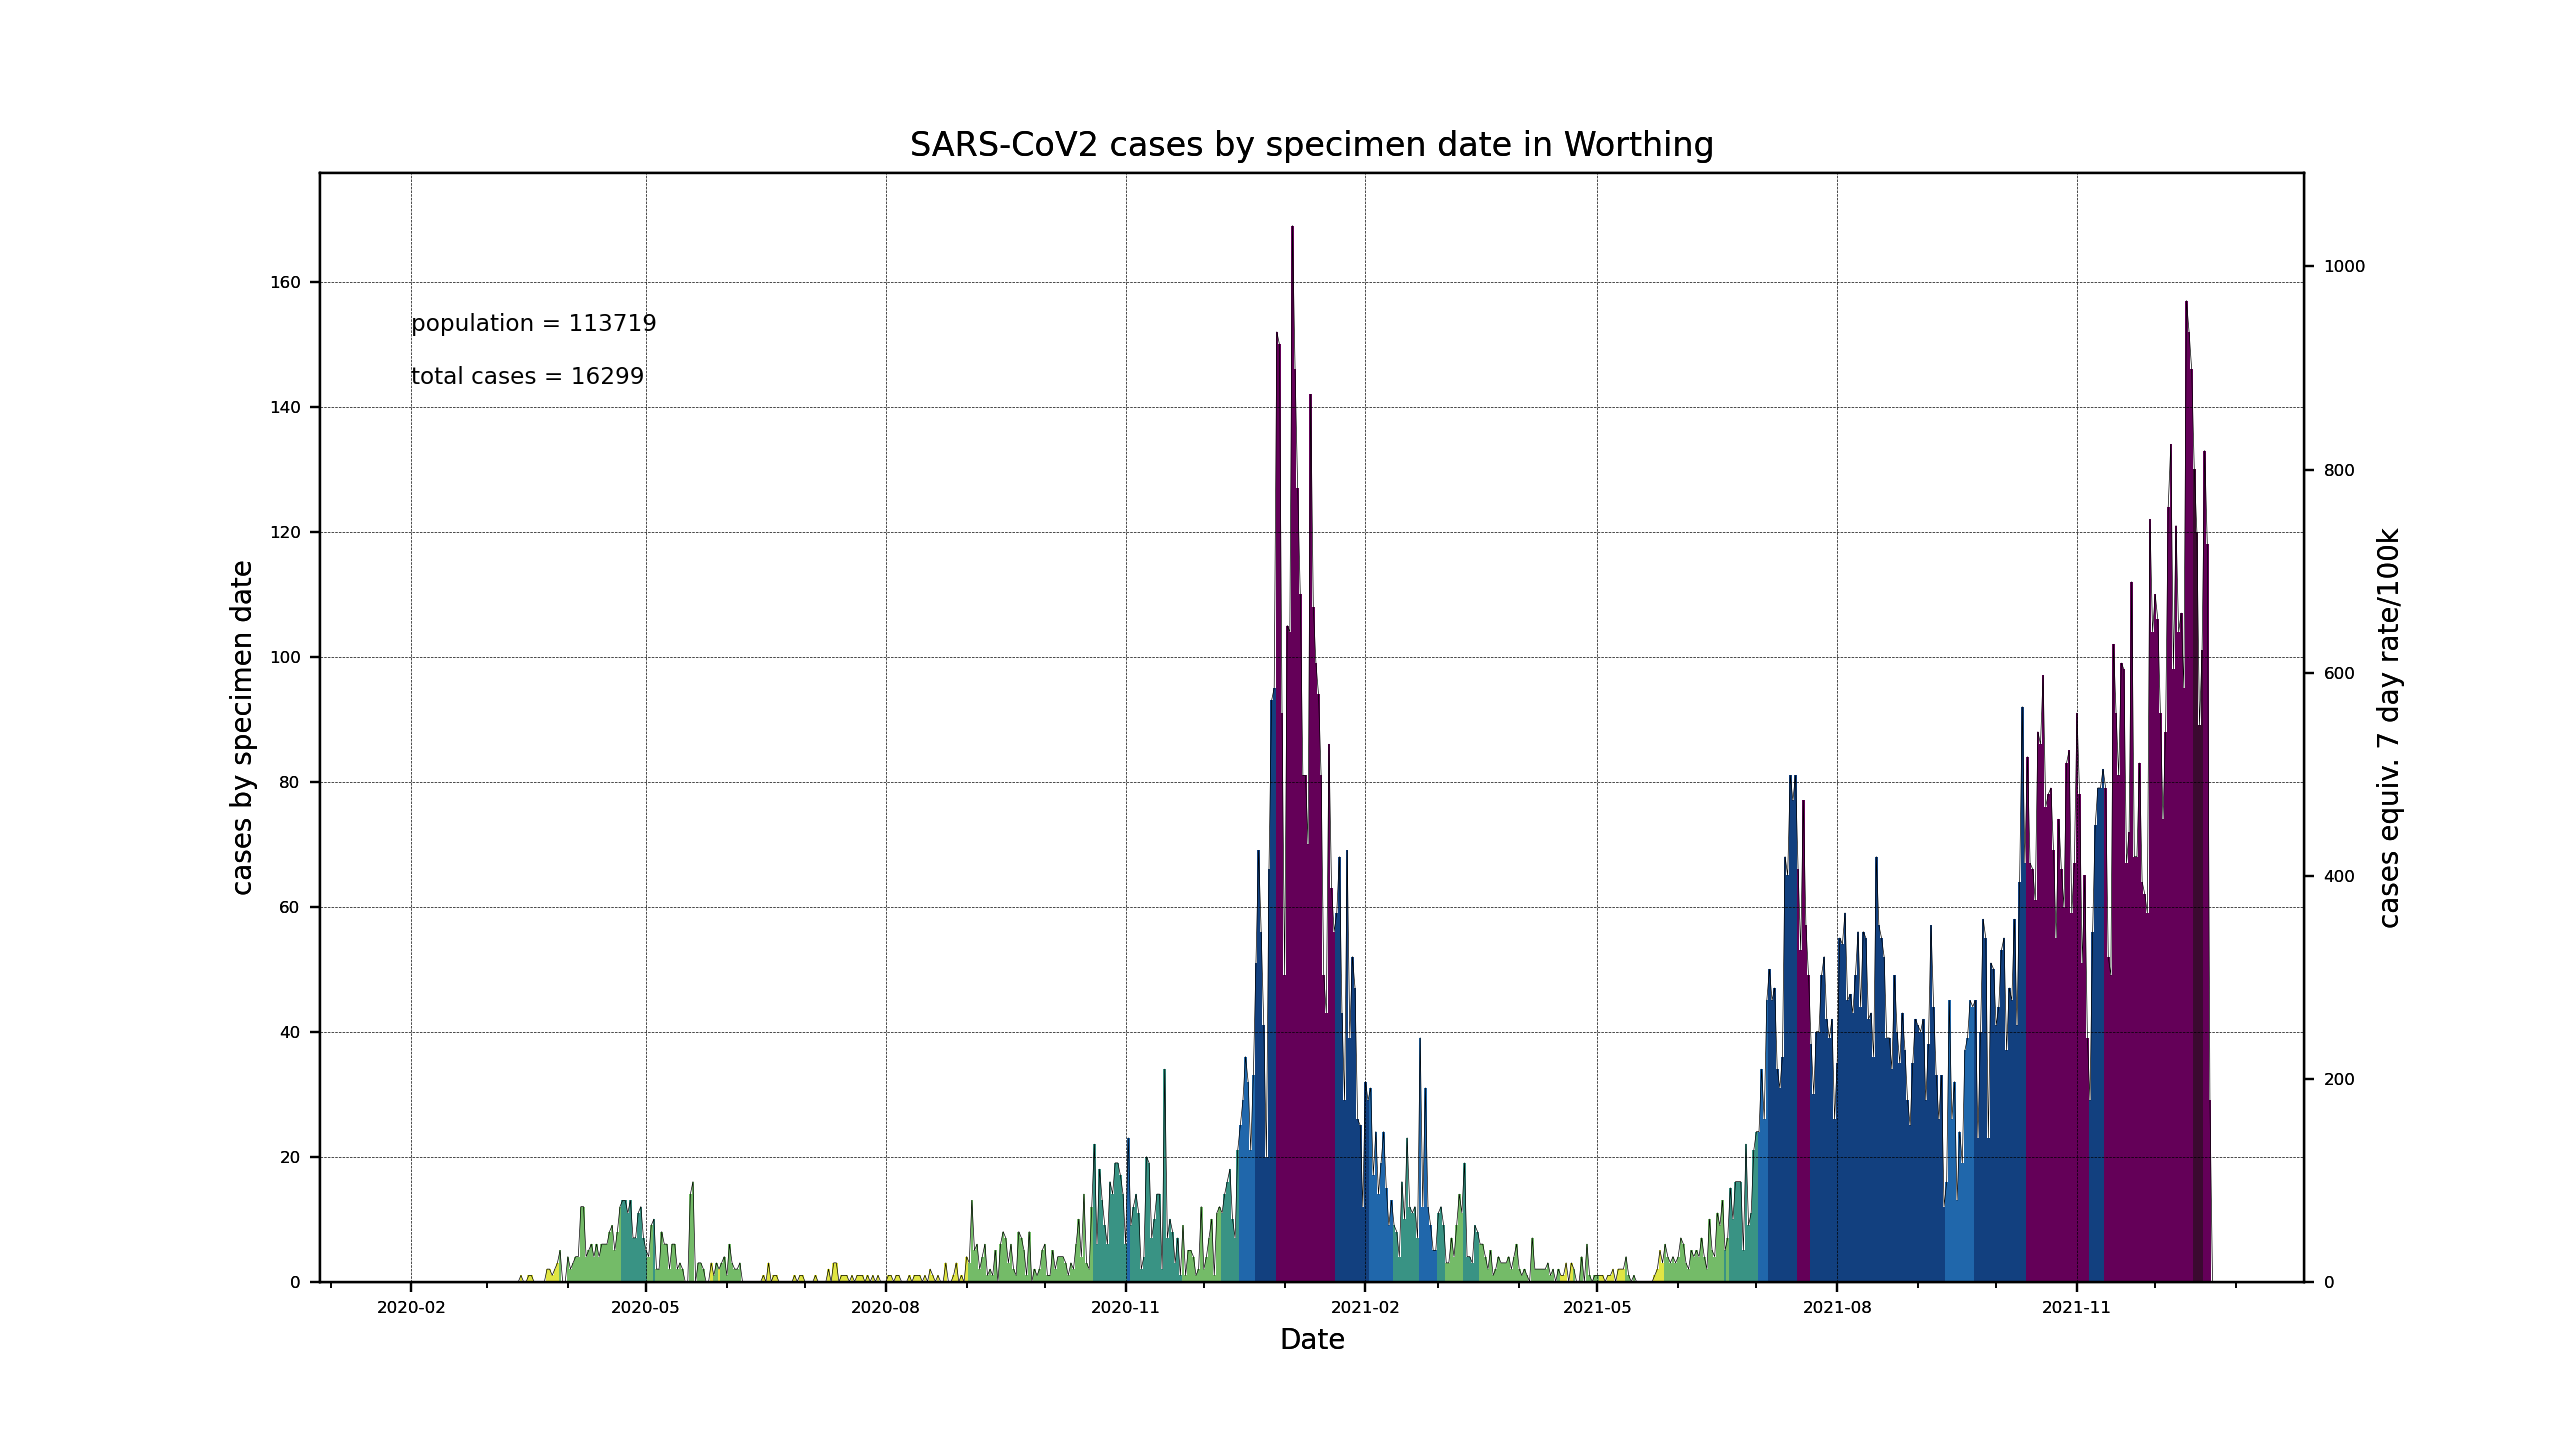 SARS-CoV2 cases by specimen date in Worthing
population = 113719
total cases = 16299
cases by specimen date
160
140
120
100
80
60
40
20
0
1000
800
600
400
200
0
cases equiv. 7 day rate/100k
2020-02 2020-05 2020-08 2020-11 2021-02 2021-05 2021-08 2021-11
Date